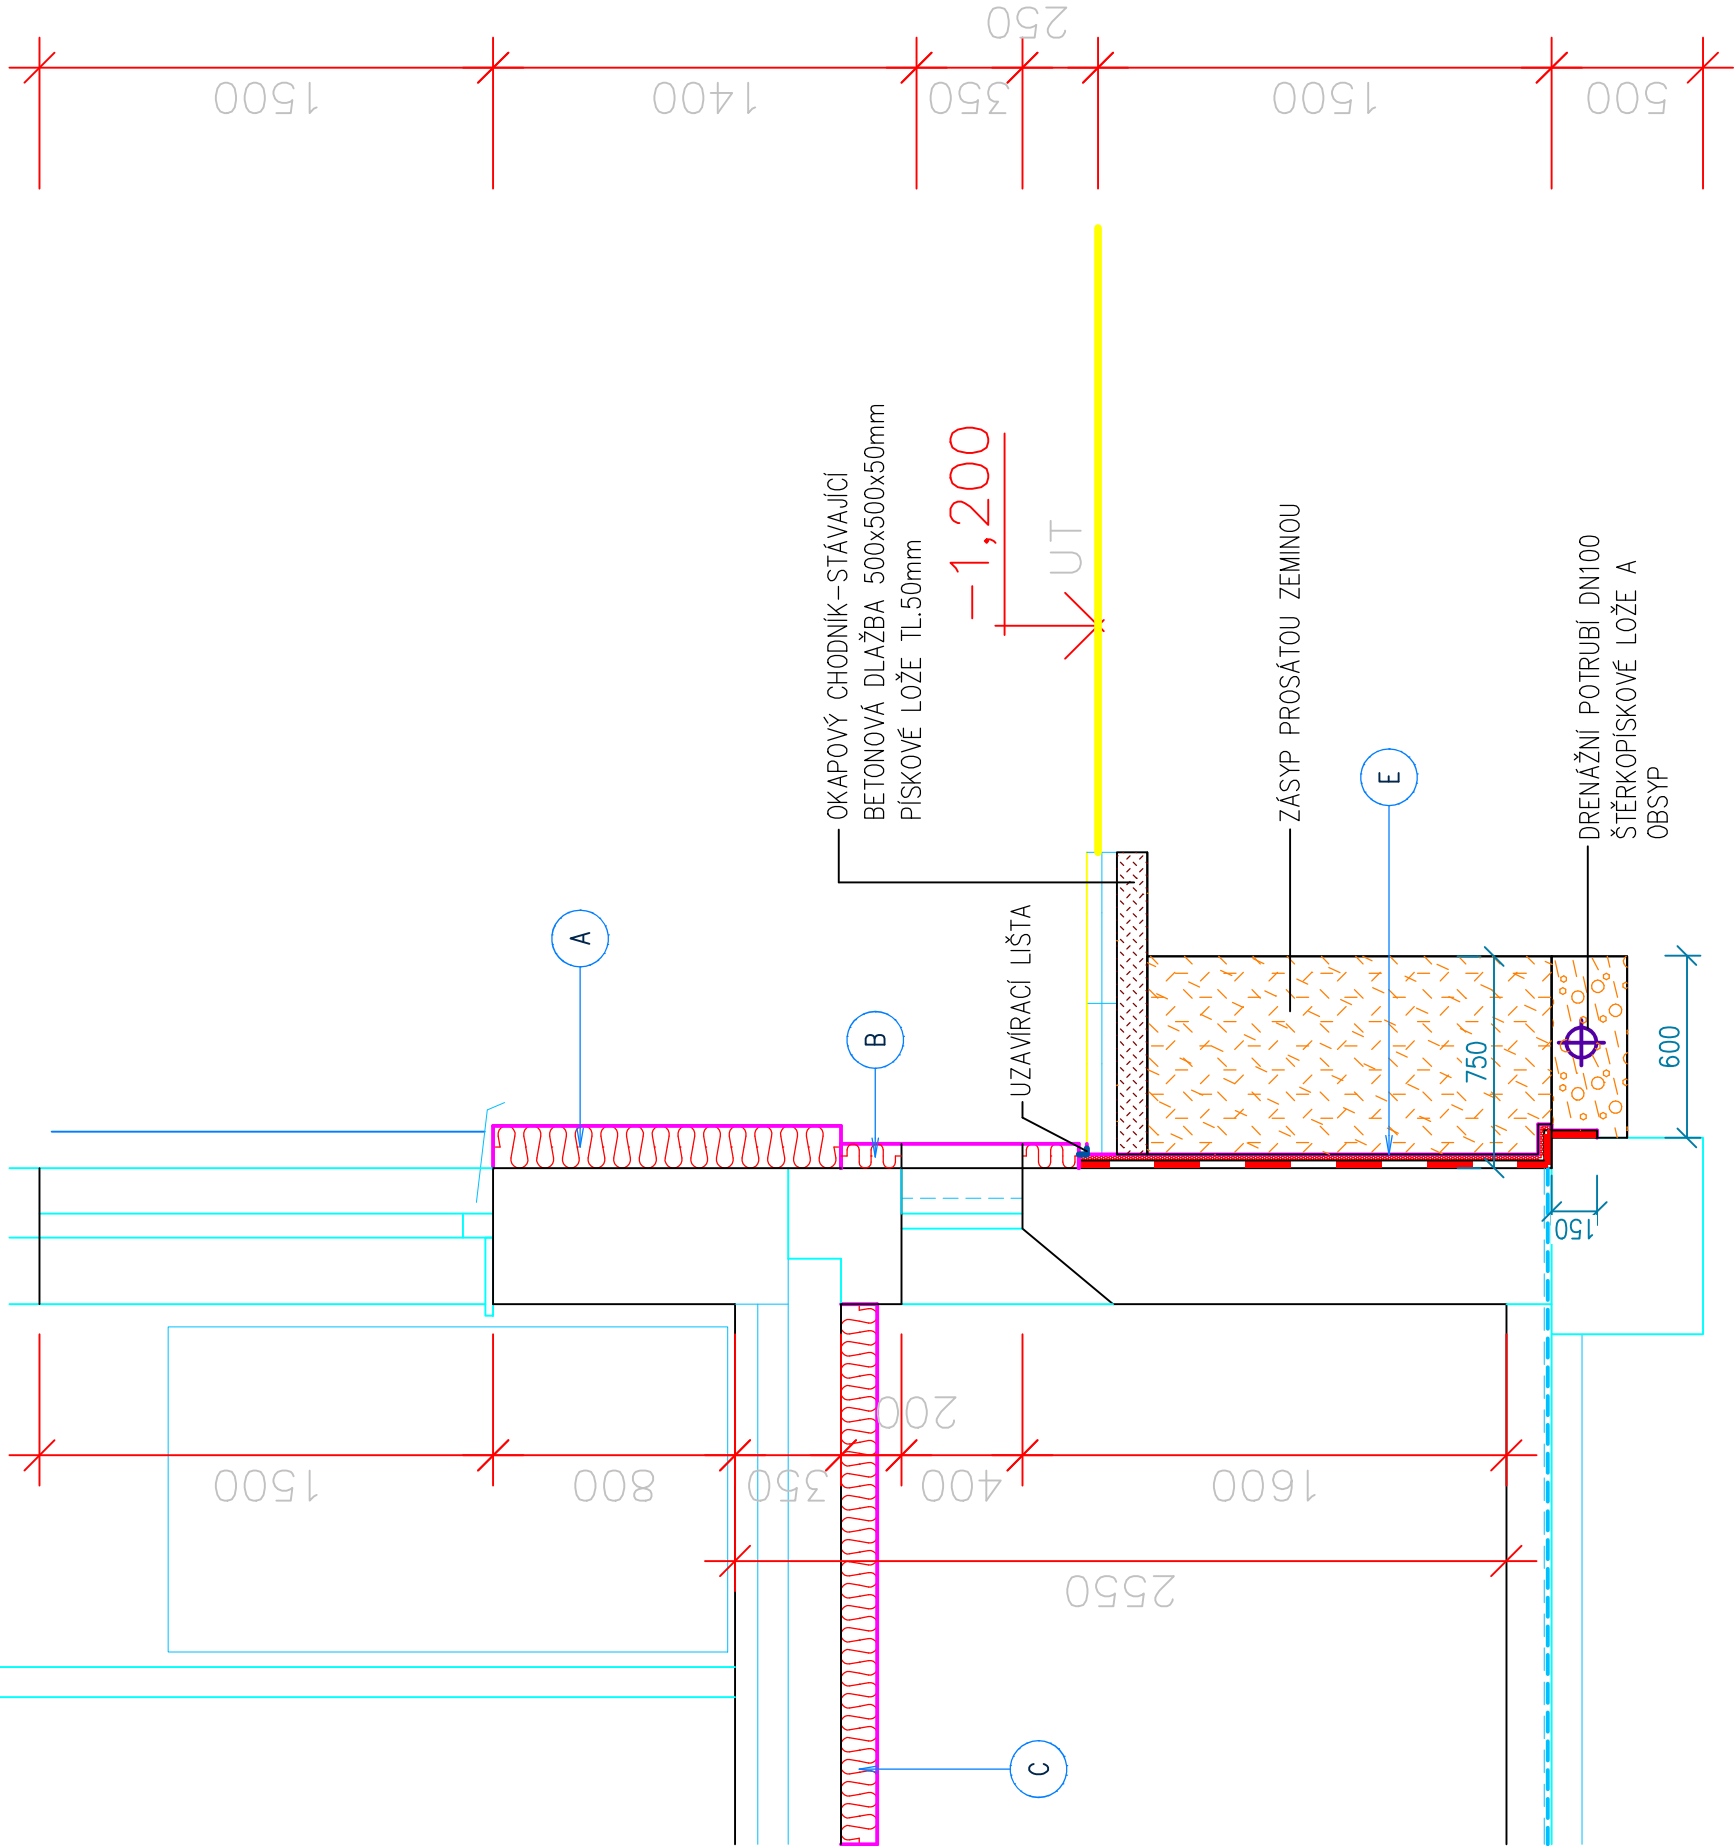 1500
1400
350
250
1500
500
OKAPOVÝ CHODNÍK-STÁVAJÍCÍ
BETONOVÁ DLAŽBA 500x500x50mm
PÍSKOVÉ LOŽE TL.50mm
-1,200
UT
ZÁSYP PROSÁTOU ZEMINOU
DRENÁŽNÍ POTRUBÍ DN100
ŠTĚRKOPÍSKOVÉ LOŽE A
OBSYP
UZAVÍRACÍ LIŠTA
A
B
E
750
600
150
1500
800
350
200
400
1600
2550
C